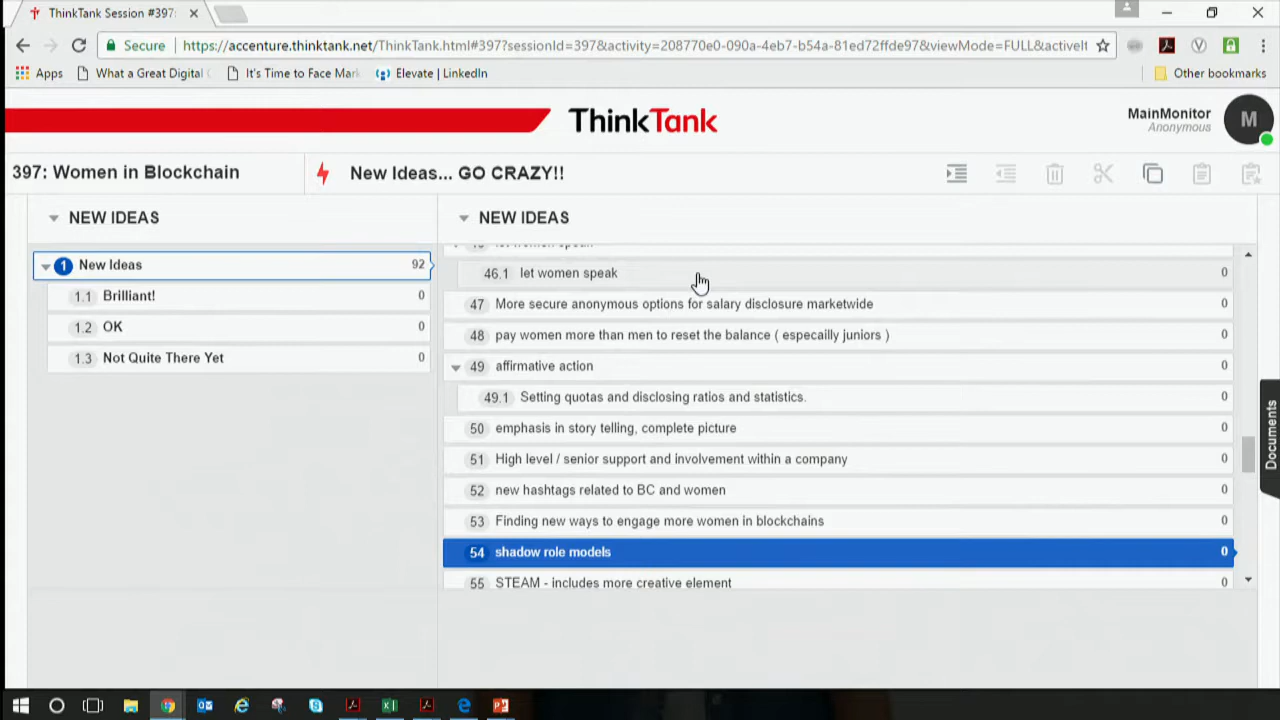 ThinkTank Session #397:
Secure
https://accenture.thinktank.net/ThinkTank.html#397?sessionId=397&activity=208770e0-090a-4eb7-b54a-81ed72ffde97&viewMode=FULL&activeIt
Apps
What a Great Digital
It's Time to Face Mark
Elevate | LinkedIn
Other bookmarks
ThinkTank
MainMonitor
Anonymous
M
397: Women in Blockchain
New Ideas... GO CRAZY!!
NEW IDEAS
1 New Ideas 92
1.1 Brilliant! 0
1.2 OK 0
1.3 Not Quite There Yet 0
NEW IDEAS
46.1 let women speak 0
47 More secure anonymous options for salary disclosure marketwide 0
48 pay women more than men to reset the balance ( especailly juniors ) 0
49 affirmative action 0
49.1 Setting quotas and disclosing ratios and statistics. 0
50 emphasis in story telling, complete picture 0
51 High level / senior support and involvement within a company 0
52 new hashtags related to BC and women 0
53 Finding new ways to engage more women in blockchains 0
54 shadow role models 0
55 STEAM - includes more creative element 0
Documents